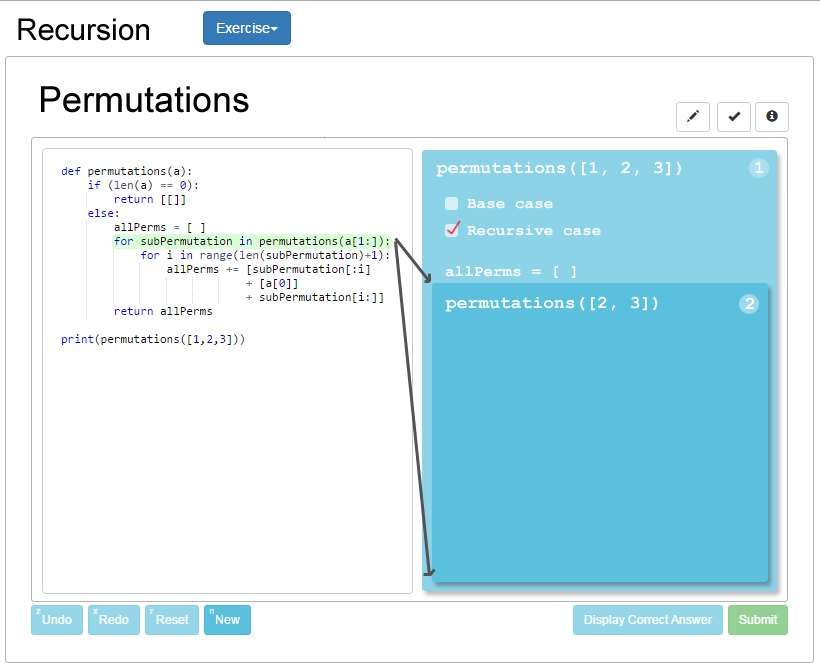 Recursion
Exercise
Permutations
def permutations(a):
if (len(a) == 0):
return [[]]
else:
allPerms = [ ]
for subPermutation in permutations(a[1:]):
for i in range(len(subPermutation)+1):
allPerms += [subPermutation[:i]
+ [a[0]]
+ subPermutation[i:]]
return allPerms
print(permutations([1,2,3]))
permutations([1, 2, 3])
1
Base case
Recursive case
allPerms = [ ]
permutations([2, 3])
2
z Undo
x Redo
r Reset
n New
Display Correct Answer
Submit